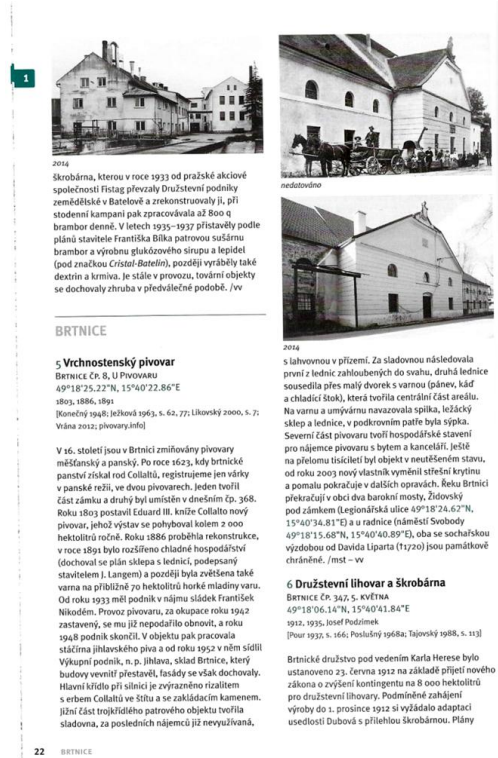 1
2014
škrobárna, kterou v roce 1933 od pražské akciové
společnosti Fistag převzaly Družstevní podniky
zemědělské v Batelově a zrekonstruovaly ji, při
stodenní kampani pak zpracovávala až 800 q
brambor denně. V letech 1935–1937 přistavěly podle
plánů stavitele Františka Bílka patrovou sušárnu
brambor a výrobnu glukózového sirupu a lepidel
(pod značkou Cristal-Batelin), později vyráběly také
dextrin a krmiva. Je stále v provozu, tovární objekty
se dochovaly zhruba v předválečné podobě. /vv
BRTNICE
5 Vrchnostenský pivovar
BRTNICE ČP. 8, U PIVOVARU
49°18'25.22"N, 15°40'22.86"E
1803, 1886, 1891
[Konečný 1948; Ježková 1963, s. 62, 77; Likovský 2000, s. 7;
Vrána 2012; pivovary.info]
V 16. století jsou v Brtnici zmiňovány pivovary
měšťanský a panský. Po roce 1623, kdy brtnické
panství získal rod Collaltů, registrujeme jen várky
v panské režii, ve dvou pivovarech. Jeden tvořil
část zámku a druhý byl umístěn v dnešním čp. 368.
Roku 1803 postavil Eduard III. kníže Collalto nový
pivovar, jehož výstav se pohyboval kolem 2 000
hektolitrů ročně. Roku 1886 proběhla rekonstrukce,
v roce 1891 bylo rozšířeno chladné hospodářství
(dochoval se plán sklepa s lednicí, podepsaný
stavitelem J. Langem) a později byla zvětšena také
varna na přibližně 70 hektolitrů horké mladiny varu.
Od roku 1933 měl podnik v nájmu sládek František
Nikodém. Provoz pivovaru, za okupace roku 1942
zastavený, se mu již nepodařilo obnovit, a roku
1948 podnik skončil. V objektu pak pracovala
stáčírna jihlavského piva a od roku 1952 v něm sídlil
Výkupní podnik, n. p. Jihlava, sklad Brtnice, který
budovy vevnitř přestavěl, fasády se však dochovaly.
Hlavní křídlo při silnici je zvýrazněno rizalitem
s erbem Collaltů ve štítu a se zakládacím kamenem.
Jižní část trojkřídlého patrového objektu tvořila
sladovna, za posledních nájemců již nevyužívaná,
nedatováno
2014
s lahvovnou v přízemí. Za sladovnou následovala
první z lednic zahloubených do svahu, druhá lednice
sousedila přes malý dvorek s varnou (pánev, káď
a chladicí štok), která tvořila centrální část areálu.
Na varnu a umývárnu navazovala spilka, ležácký
sklep a lednice, v podkrovním patře byla sýpka.
Severní část pivovaru tvoří hospodářské stavení
pro nájemce pivovaru s bytem a kanceláří. Ještě
na přelomu tisíciletí byl objekt v neutěšeném stavu,
od roku 2003 nový vlastník vyměnil střešní krytinu
a pomalu pokračuje v dalších opravách. Řeku Brtnici
překračují v obci dva barokní mosty, Židovský
pod zámkem (Legionářská ulice 49°18'24.62"N,
15°40'34.81"E) a u radnice (náměstí Svobody
49°18'15.68"N, 15°40'40.89"E), oba se sochařskou
výzdobou od Davida Liparta (†1720) jsou památkově
chráněné. /mst – vv
6 Družstevní lihovar a škrobárna
BRTNICE ČP. 347, 5. KVĚTNA
49°18'06.14"N, 15°40'41.84"E
1912, 1935, Josef Podzimek
[Pour 1937, s. 166; Poslušný 1968a; Tajovský 1988, s. 113]
Brtnické družstvo pod vedením Karla Herese bylo
ustanoveno 23. června 1912 na základě přijetí nového
zákona o zvýšení kontingentu na 8 000 hektolitrů
pro družstevní lihovary. Podmíněné zahájení
výroby do 1. prosince 1912 si vyžádalo adaptaci
usedlosti Dubová s přilehlou škrobárnou. Plány
22 BRTNICE